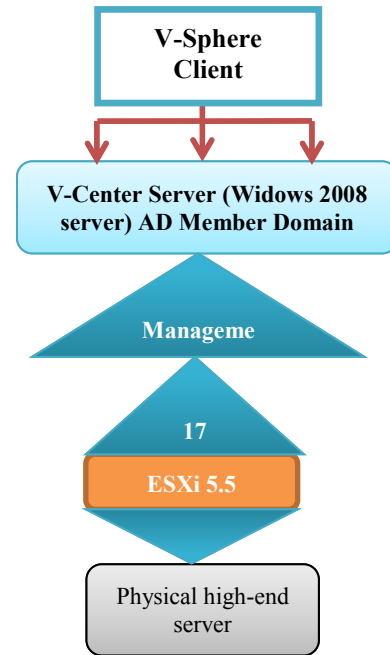 V-Sphere
Client
V-Center Server (Widows 2008
server) AD Member Domain
Manageme
17
ESXi 5.5
Physical high-end
server